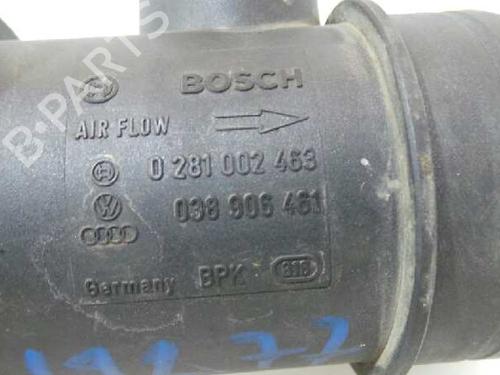 B-PARTS
BOSCH
AIR FLOW
0 281 002 463
038 906 461
Germany BPK